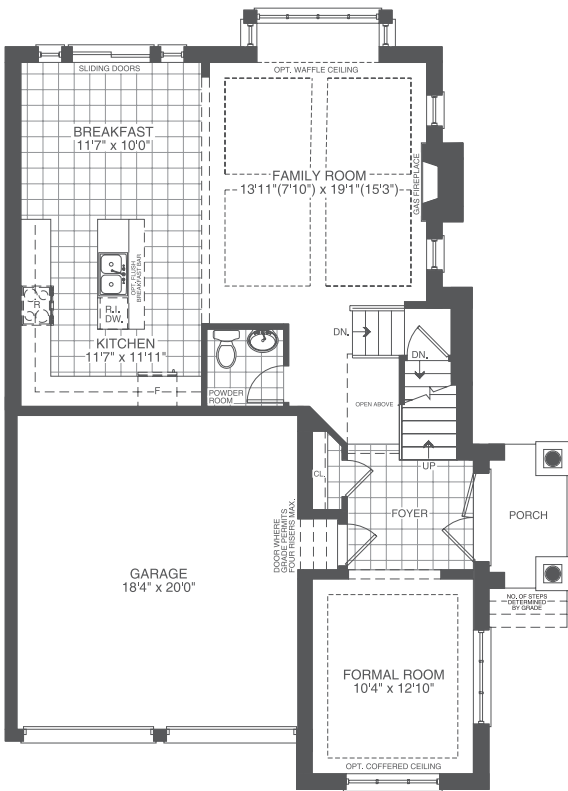 SLIDING DOORS
OPT. WAFFLE CEILING
BREAKFAST
11'7" x 10'0"
FAMILY ROOM
13'11"(7'10") x 19'1"(15'3")
GAS FIREPLACE
OPT. FLUSH
BREAKFAST BAR
R
R.I.
DW.
KITCHEN
11'7" x 11'11"
F
POWDER
ROOM
DN.
DN.
OPEN ABOVE
UP
CL.
FOYER
PORCH
DOOR WHERE
GRADE PERMITS
FOUR RISERS MAX.
GARAGE
18'4" x 20'0"
NO. OF STEPS
DETERMINED
BY GRADE
FORMAL ROOM
10'4" x 12'10"
OPT. COFFERED CEILING